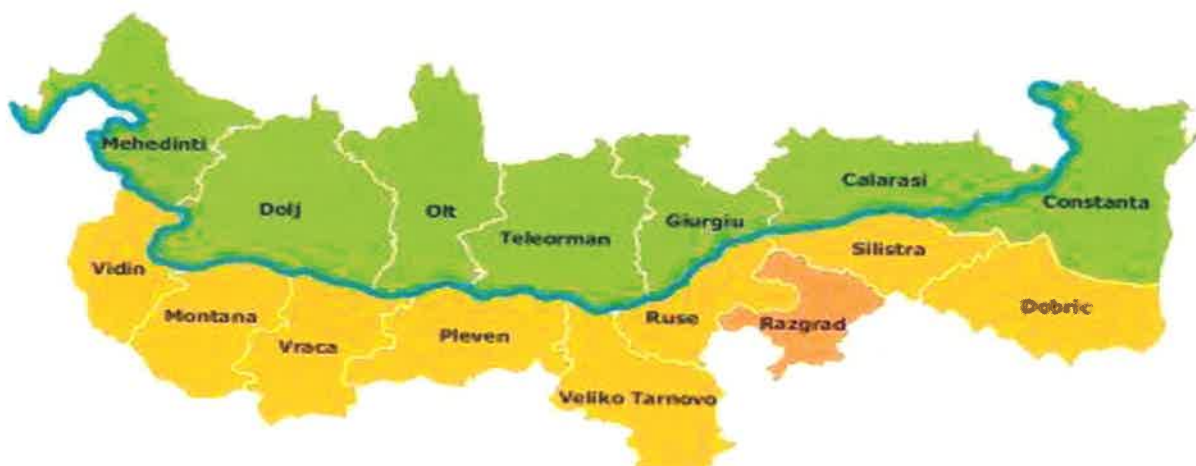 Mehedinti
Dolj
Olt
Teleorman
Giurgiu
Calarasi
Constanta
Vidin
Montana
Vraca
Pleven
Veliko Tarnovo
Ruse
Razgrad
Silistra
Dobric